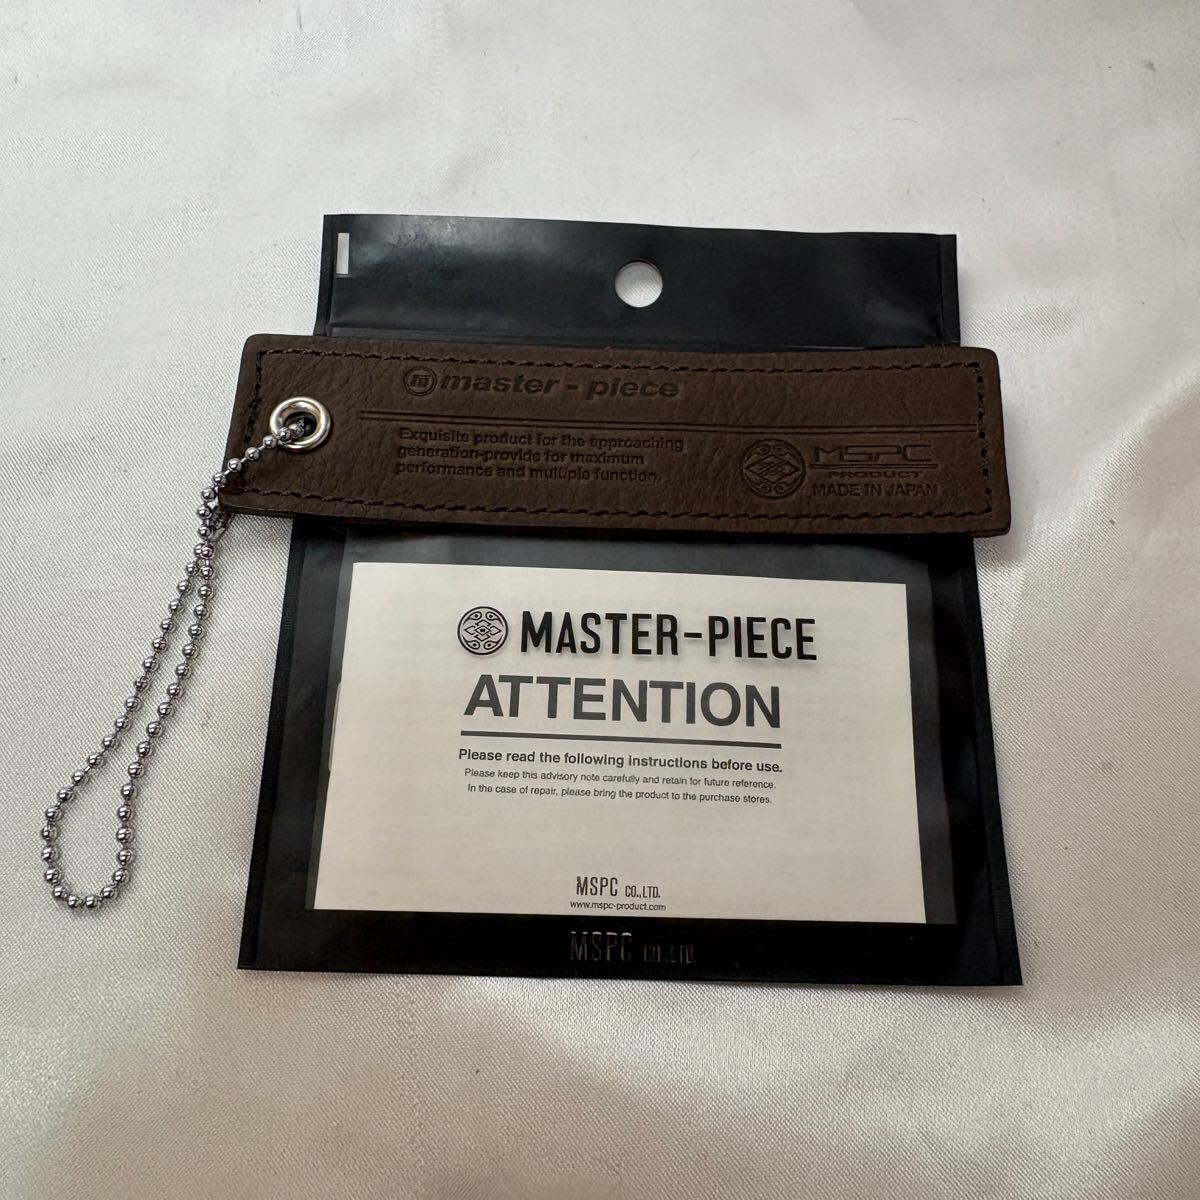 master-piece
Exquisite product for the approaching
generation-provide for maximum
performance and multiple function.
MSPC
PRODUCT
MADE IN JAPAN
MASTER-PIECE
ATTENTION
Please read the following instructions before use.
Please keep this advisory note carefully and retain for future reference.
In the case of repair, please bring the product to the purchase stores.
MSPC CO.,LTD.
www.mspc-product.com
MSPC CO.,LTD.